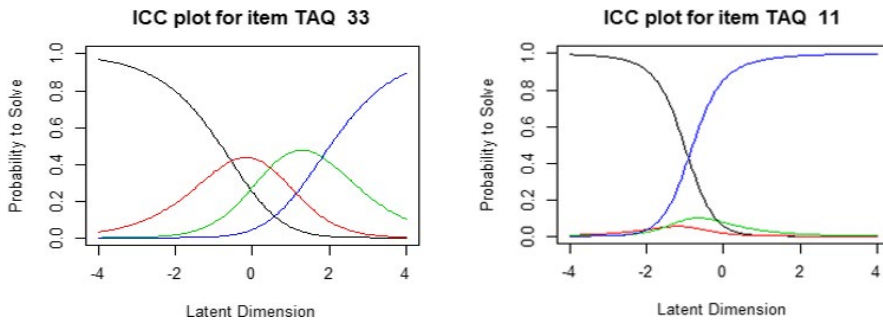 ICC plot for item TAQ  33
Probability to Solve
1.0
0.8
0.6
0.4
0.2
0.0
-4 -2 0 2 4
Latent Dimension
ICC plot for item TAQ  11
Probability to Solve
1.0
0.8
0.6
0.4
0.2
0.0
-4 -2 0 2 4
Latent Dimension